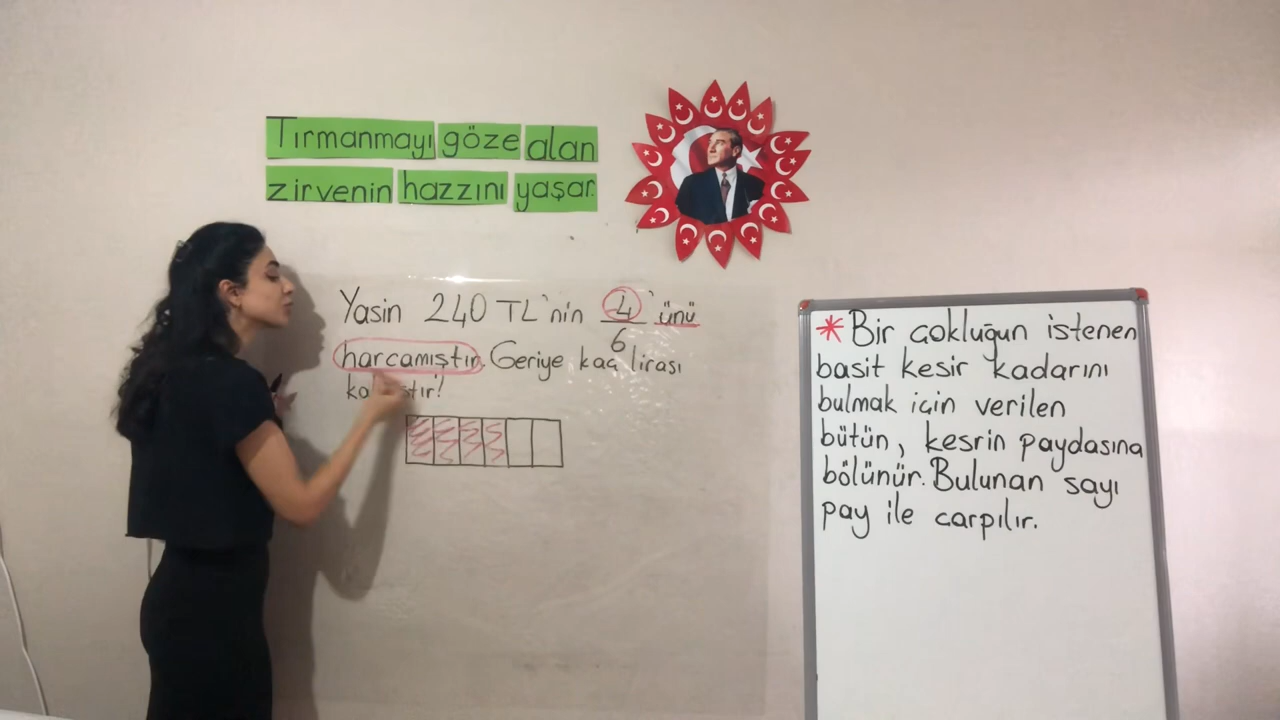 Tırmanmayı göze alan
zirvenin hazzını yaşar.
Yasin 240 TL'nin 4/6'ünü
harcamıştır. Geriye kaç lirası
* Bir çokluğun istenen
basit kesir kadarını
bulmak için verilen
bütün, kesrin paydasına
bölünür. Bulunan sayı
pay ile çarpılır.